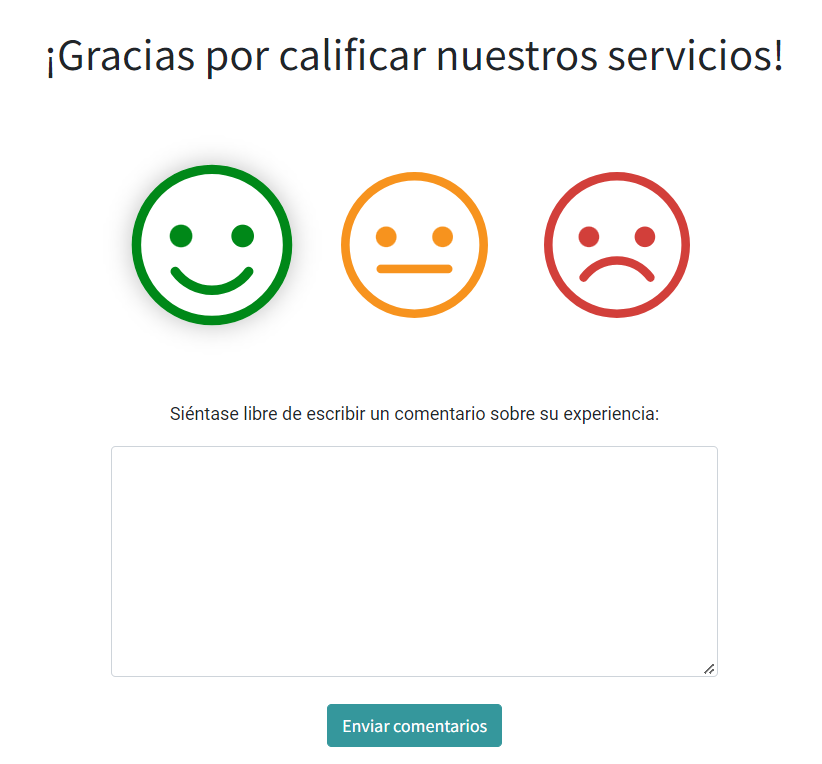 ¡Gracias por calificar nuestros servicios!
Siéntase libre de escribir un comentario sobre su experiencia:
Enviar comentarios